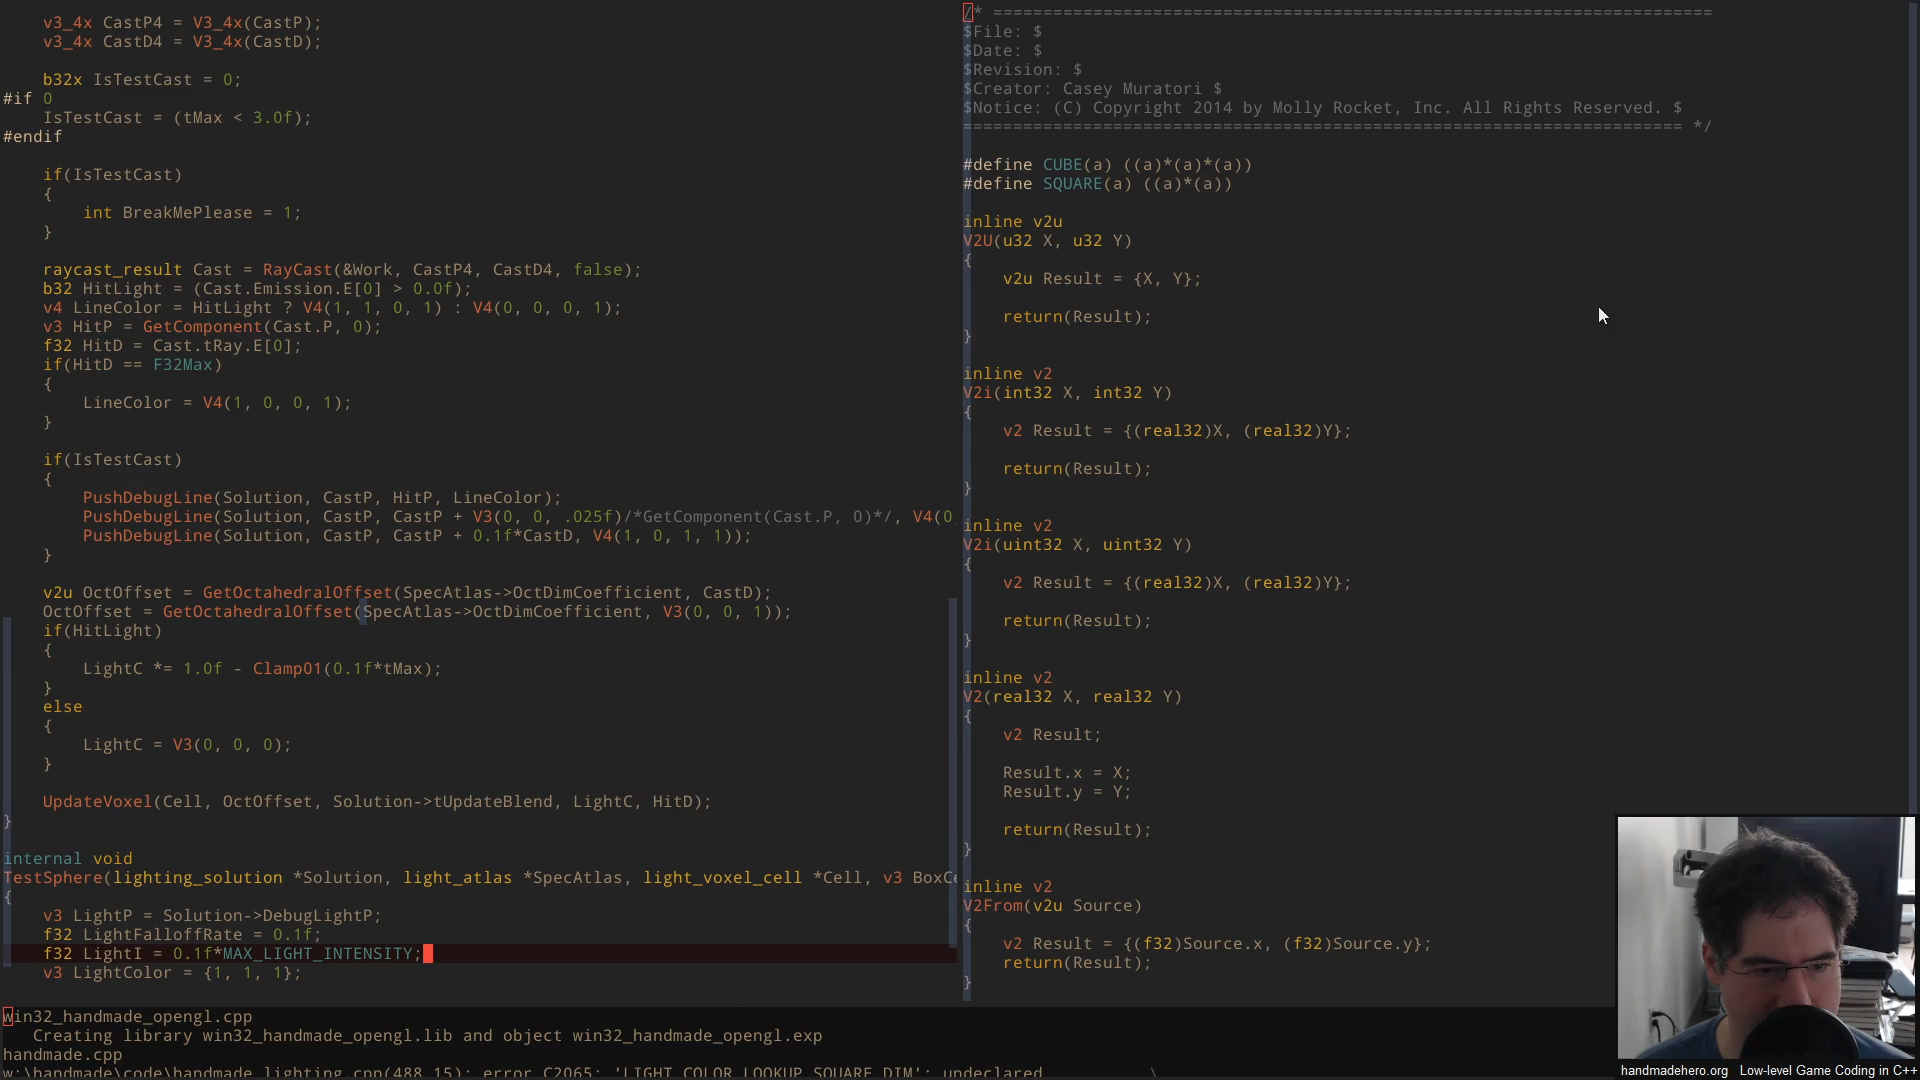 v3_4x CastP4 = V3_4x(CastP);
v3_4x CastD4 = V3_4x(CastD);
b32x IsTestCast = 0;
#if 0
IsTestCast = (tMax < 3.0f);
#endif
if(IsTestCast)
{
int BreakMePlease = 1;
}
raycast_result Cast = RayCast(&Work, CastP4, CastD4, false);
b32 HitLight = (Cast.Emission.E[0] > 0.0f);
v4 LineColor = HitLight ? V4(1, 1, 0, 1) : V4(0, 0, 0, 1);
v3 HitP = GetComponent(Cast.P, 0);
f32 HitD = Cast.tRay.E[0];
if(HitD == F32Max)
{
LineColor = V4(1, 0, 0, 1);
}
if(IsTestCast)
{
PushDebugLine(Solution, CastP, HitP, LineColor);
PushDebugLine(Solution, CastP, CastP + V3(0, 0, .025f)/*GetComponent(Cast.P, 0)*/, V4(0,
PushDebugLine(Solution, CastP, CastP + 0.1f*CastD, V4(1, 0, 1, 1));
}
v2u OctOffset = GetOctahedralOffset(SpecAtlas->OctDimCoefficient, CastD);
OctOffset = GetOctahedralOffset(SpecAtlas->OctDimCoefficient, V3(0, 0, 1));
if(HitLight)
{
LightC *= 1.0f - Clamp01(0.1f*tMax);
}
else
{
LightC = V3(0, 0, 0);
}
UpdateVoxel(Cell, OctOffset, Solution->tUpdateBlend, LightC, HitD);
}
internal void
TestSphere(lighting_solution *Solution, light_atlas *SpecAtlas, light_voxel_cell *Cell, v3 BoxCe
{
v3 LightP = Solution->DebugLightP;
f32 LightFalloffRate = 0.1f;
f32 LightI = 0.1f*MAX_LIGHT_INTENSITY;
v3 LightColor = {1, 1, 1};
/* ========================================================================
$File: $
$Date: $
$Revision: $
$Creator: Casey Muratori $
$Notice: (C) Copyright 2014 by Molly Rocket, Inc. All Rights Reserved. $
======================================================================== */
#define CUBE(a) ((a)*(a)*(a))
#define SQUARE(a) ((a)*(a))
inline v2u
V2U(u32 X, u32 Y)
{
v2u Result = {X, Y};
return(Result);
}
inline v2
V2i(int32 X, int32 Y)
{
v2 Result = {(real32)X, (real32)Y};
return(Result);
}
inline v2
V2i(uint32 X, uint32 Y)
{
v2 Result = {(real32)X, (real32)Y};
return(Result);
}
inline v2
V2(real32 X, real32 Y)
{
v2 Result;
Result.x = X;
Result.y = Y;
return(Result);
}
inline v2
V2From(v2u Source)
{
v2 Result = {(f32)Source.x, (f32)Source.y};
return(Result);
}
win32_handmade_opengl.cpp
Creating library win32_handmade_opengl.lib and object win32_handmade_opengl.exp
handmade.cpp
w:\handmade\code\handmade_lighting.cpp(488,15): error C2065: 'LIGHT_COLOR_LOOKUP_SQUARE_DIM': undeclared \
handmadehero.org Low-level Game Coding in C++